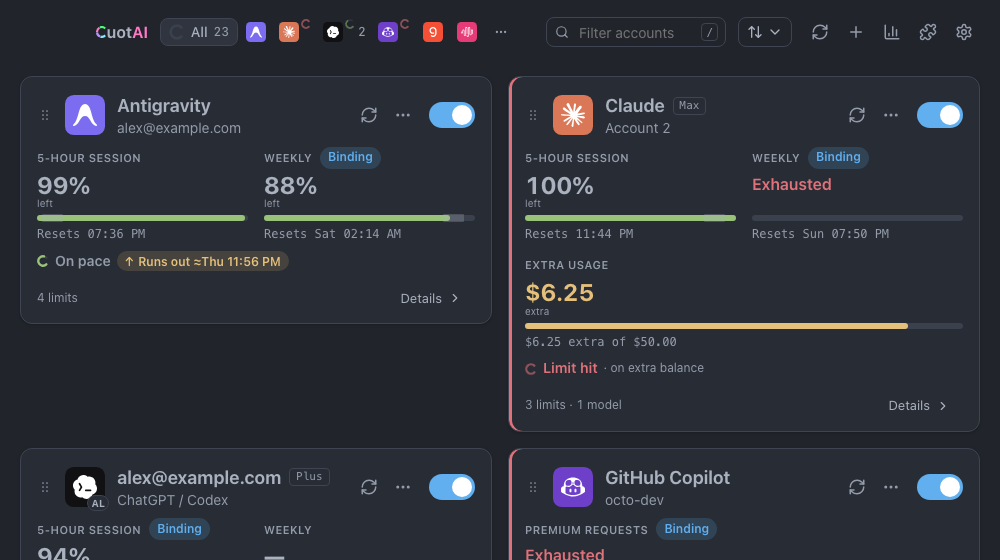 CuotAI All 23 2 9 ··· Filter accounts /
Antigravity
alex@example.com
5-HOUR SESSION
99%
left
Resets 07:36 PM
WEEKLY Binding
88%
left
Resets Sat 02:14 AM
On pace ↑ Runs out ≈Thu 11:56 PM
4 limits Details >
Claude Max
Account 2
5-HOUR SESSION
100%
left
Resets 11:44 PM
WEEKLY Binding
Exhausted
Resets Sun 07:50 PM
EXTRA USAGE
$6.25
extra
$6.25 extra of $50.00
Limit hit · on extra balance
3 limits · 1 model Details >
alex@example.com Plus
AL
ChatGPT / Codex
5-HOUR SESSION Binding
94%
WEEKLY
—
GitHub Copilot
octo-dev
PREMIUM REQUESTS Binding
Exhausted